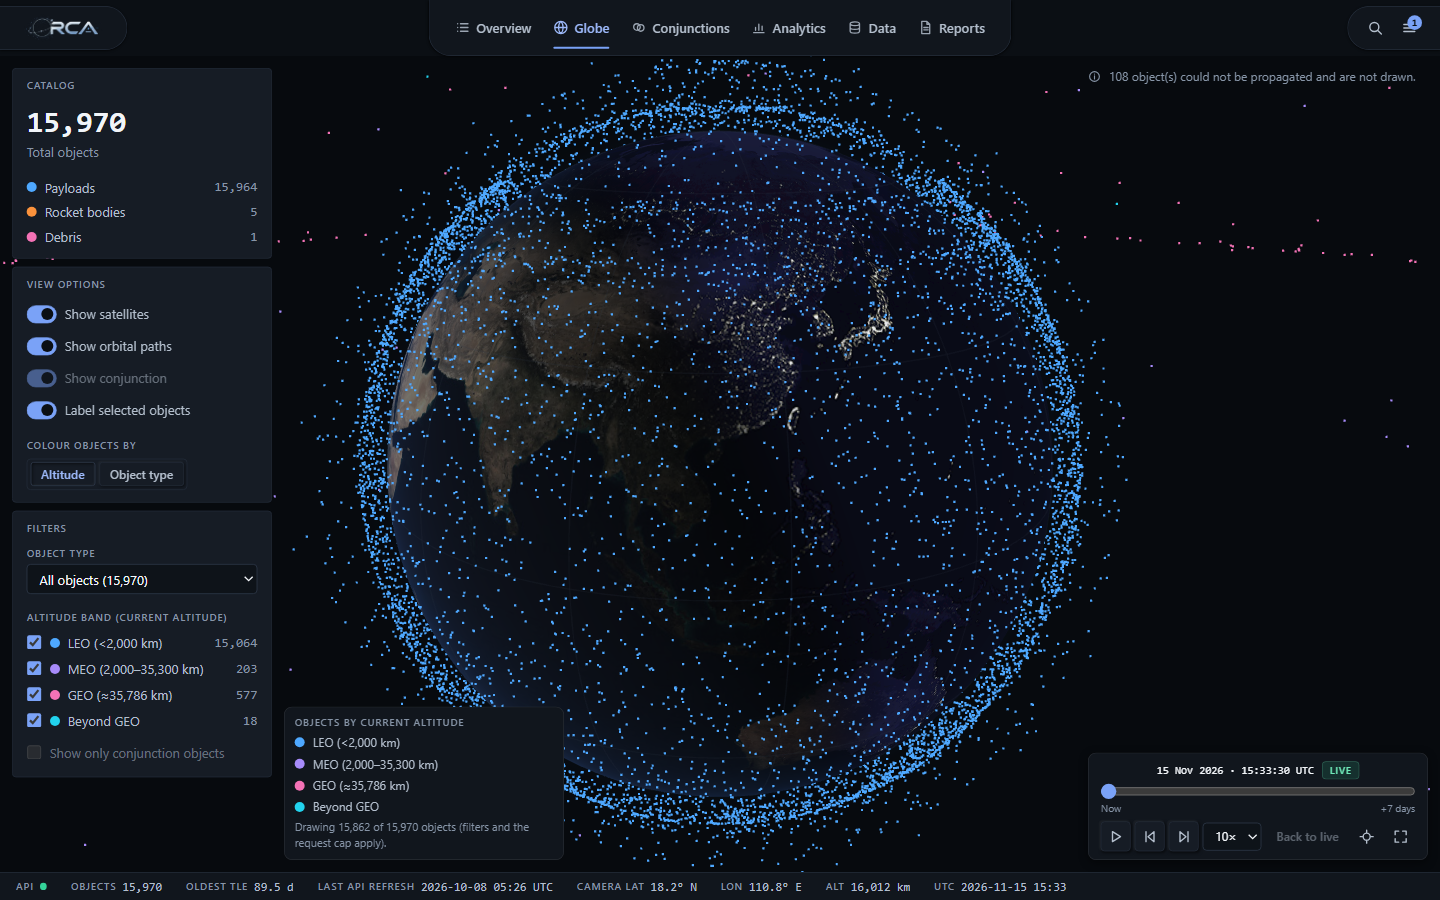 ORCA
Overview
Globe
Conjunctions
Analytics
Data
Reports
1
108 object(s) could not be propagated and are not drawn.
CATALOG
15,970
Total objects
Payloads 15,964
Rocket bodies 5
Debris 1
VIEW OPTIONS
Show satellites
Show orbital paths
Show conjunction
Label selected objects
COLOUR OBJECTS BY
Altitude Object type
FILTERS
OBJECT TYPE
All objects (15,970)
ALTITUDE BAND (CURRENT ALTITUDE)
LEO (<2,000 km) 15,064
MEO (2,000–35,300 km) 203
GEO (≈35,786 km) 577
Beyond GEO 18
Show only conjunction objects
OBJECTS BY CURRENT ALTITUDE
LEO (<2,000 km)
MEO (2,000–35,300 km)
GEO (≈35,786 km)
Beyond GEO
Drawing 15,862 of 15,970 objects (filters and the
request cap apply).
15 Nov 2026 · 15:33:30 UTC LIVE
Now +7 days
10× Back to live
API OBJECTS 15,970 OLDEST TLE 89.5 d LAST API REFRESH 2026-10-08 05:26 UTC CAMERA LAT 18.2° N LON 110.8° E ALT 16,012 km UTC 2026-11-15 15:33